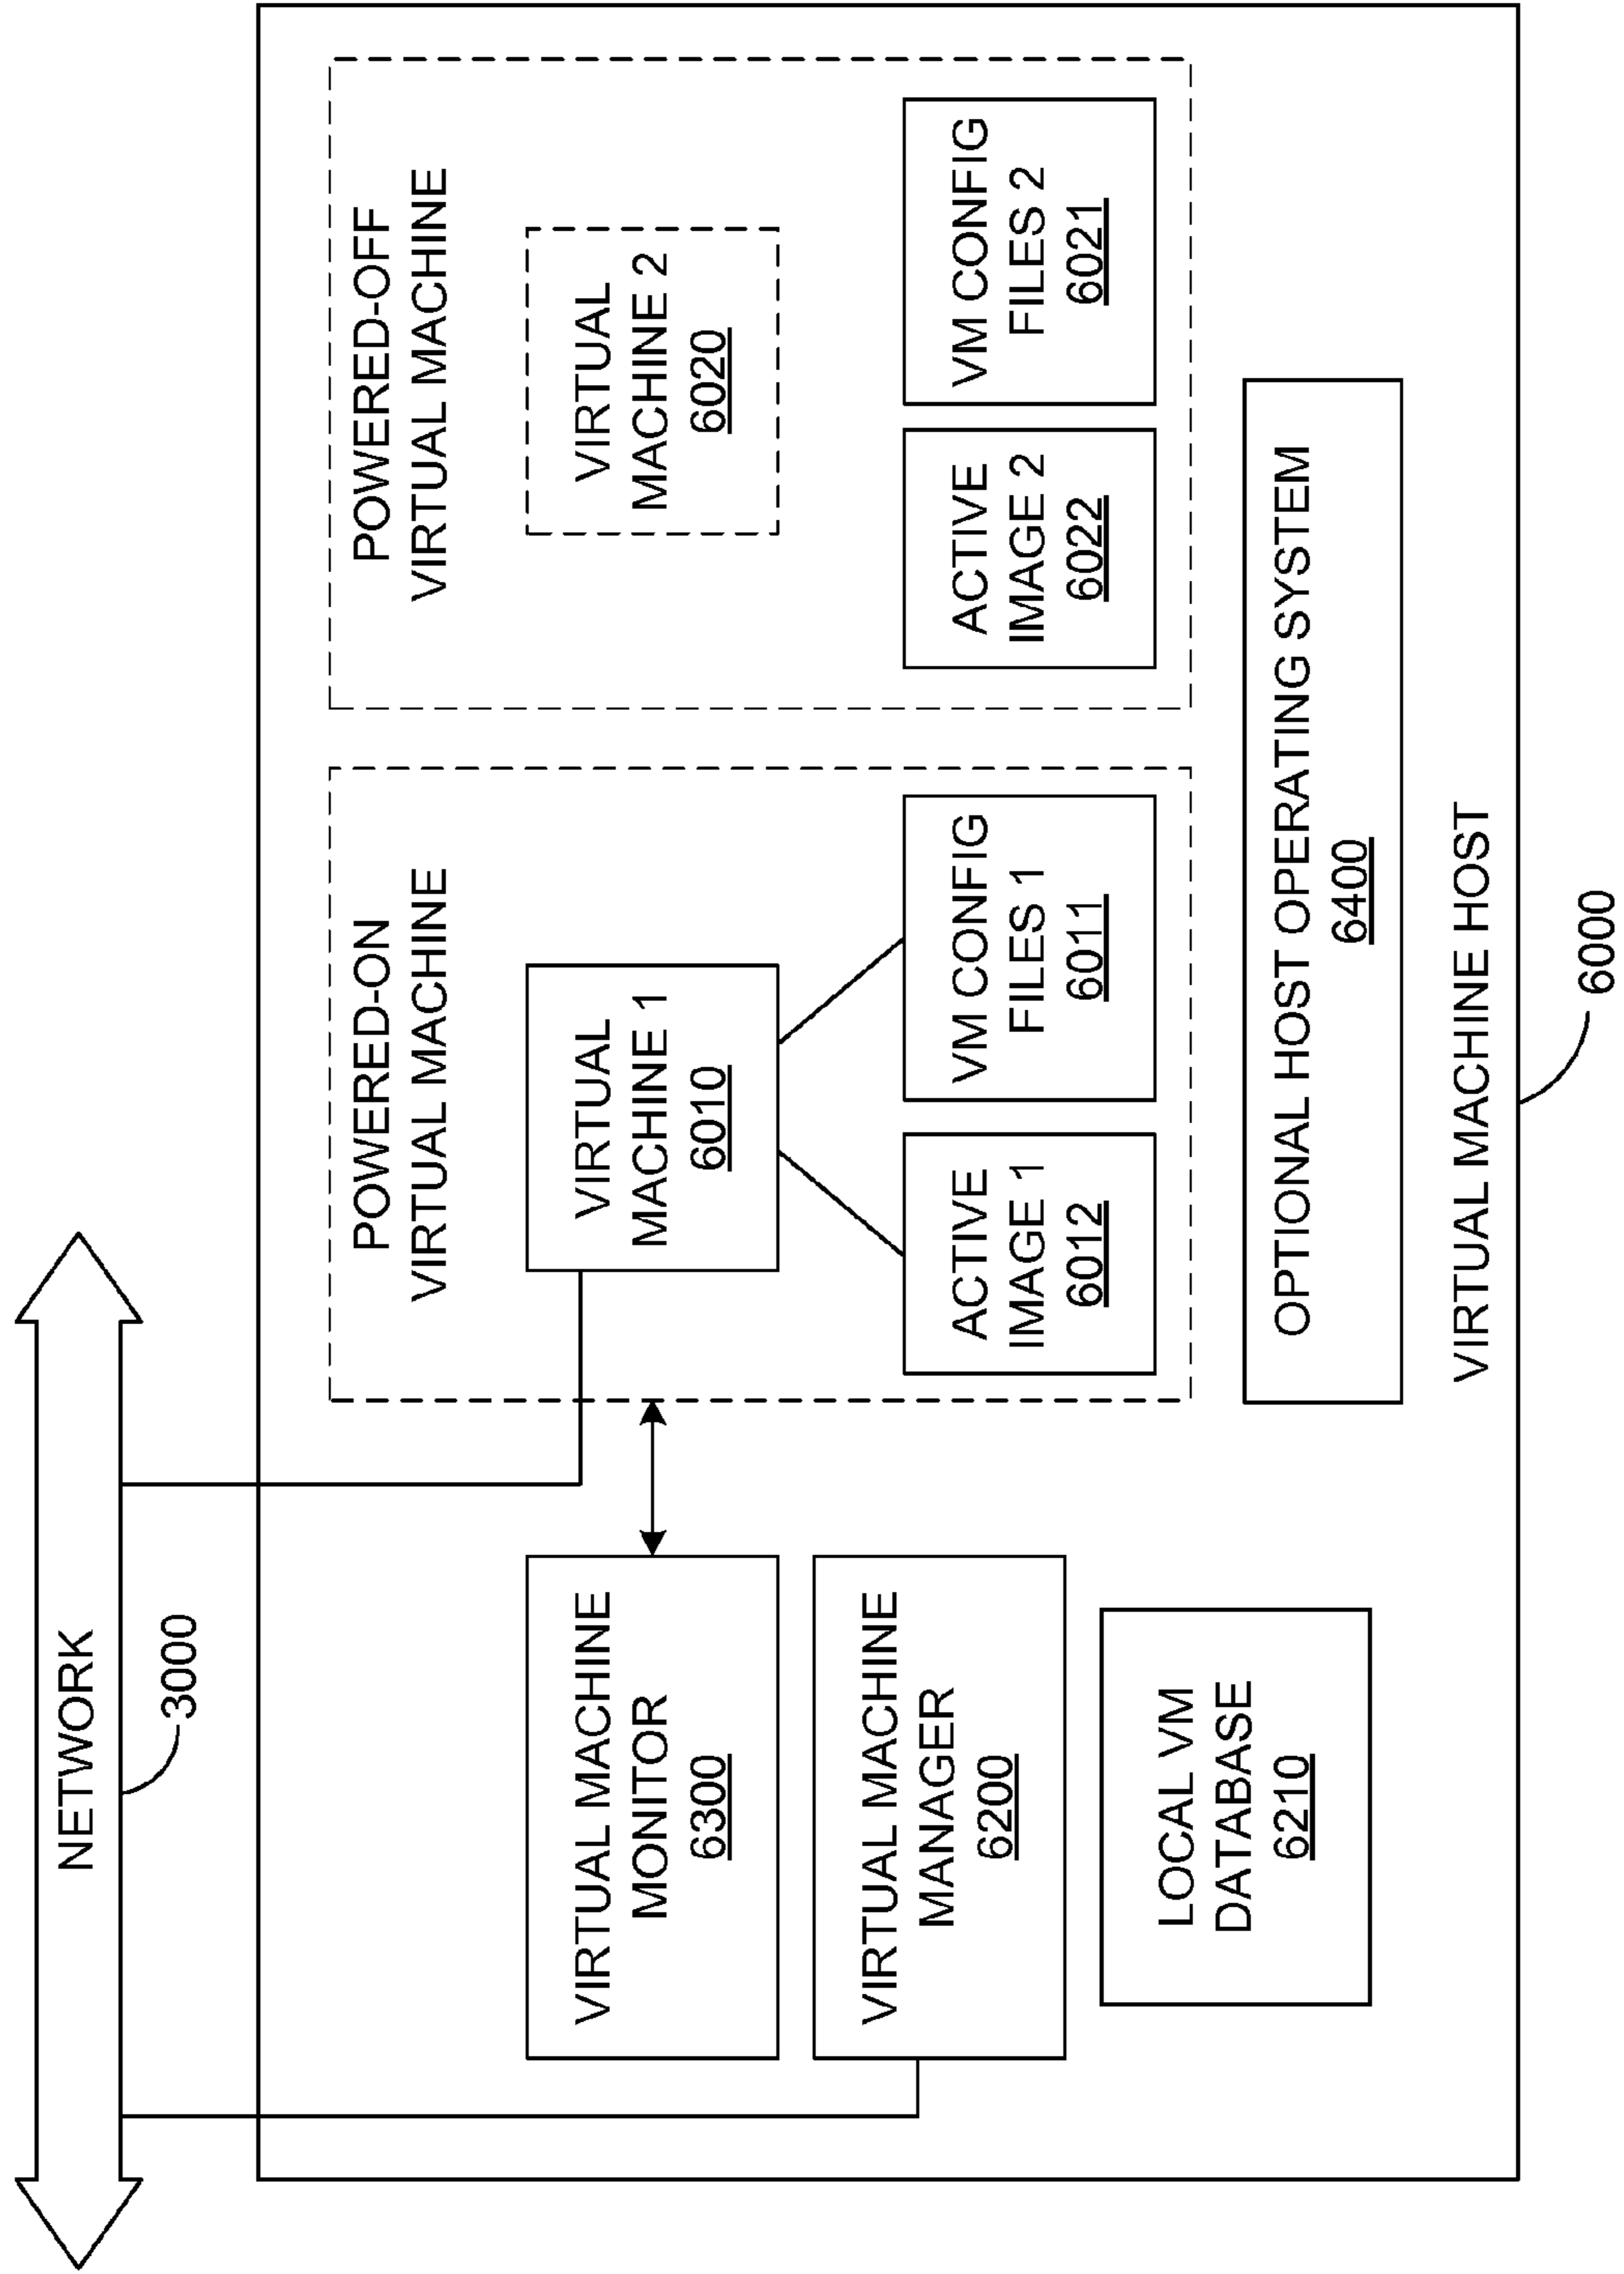 NETWORK
3000
POWERED-ON
VIRTUAL MACHINE
POWERED-OFF
VIRTUAL MACHINE
VIRTUAL MACHINE
MONITOR
6300
VIRTUAL
MACHINE 1
6010
VIRTUAL
MACHINE 2
6020
VIRTUAL MACHINE
MANAGER
6200
ACTIVE
IMAGE 1
6012
VM CONFIG
FILES 1
6011
ACTIVE
IMAGE 2
6022
VM CONFIG
FILES 2
6021
LOCAL VM
DATABASE
6210
OPTIONAL HOST OPERATING SYSTEM
6400
VIRTUAL MACHINE HOST
6000